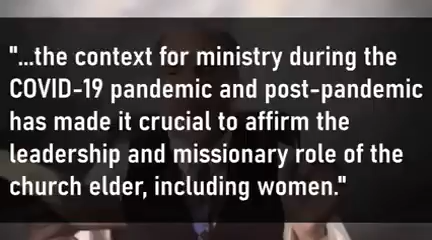 "...the context for ministry during the
COVID-19 pandemic and post-pandemic
has made it crucial to affirm the
leadership and missionary role of the
church elder, including women."